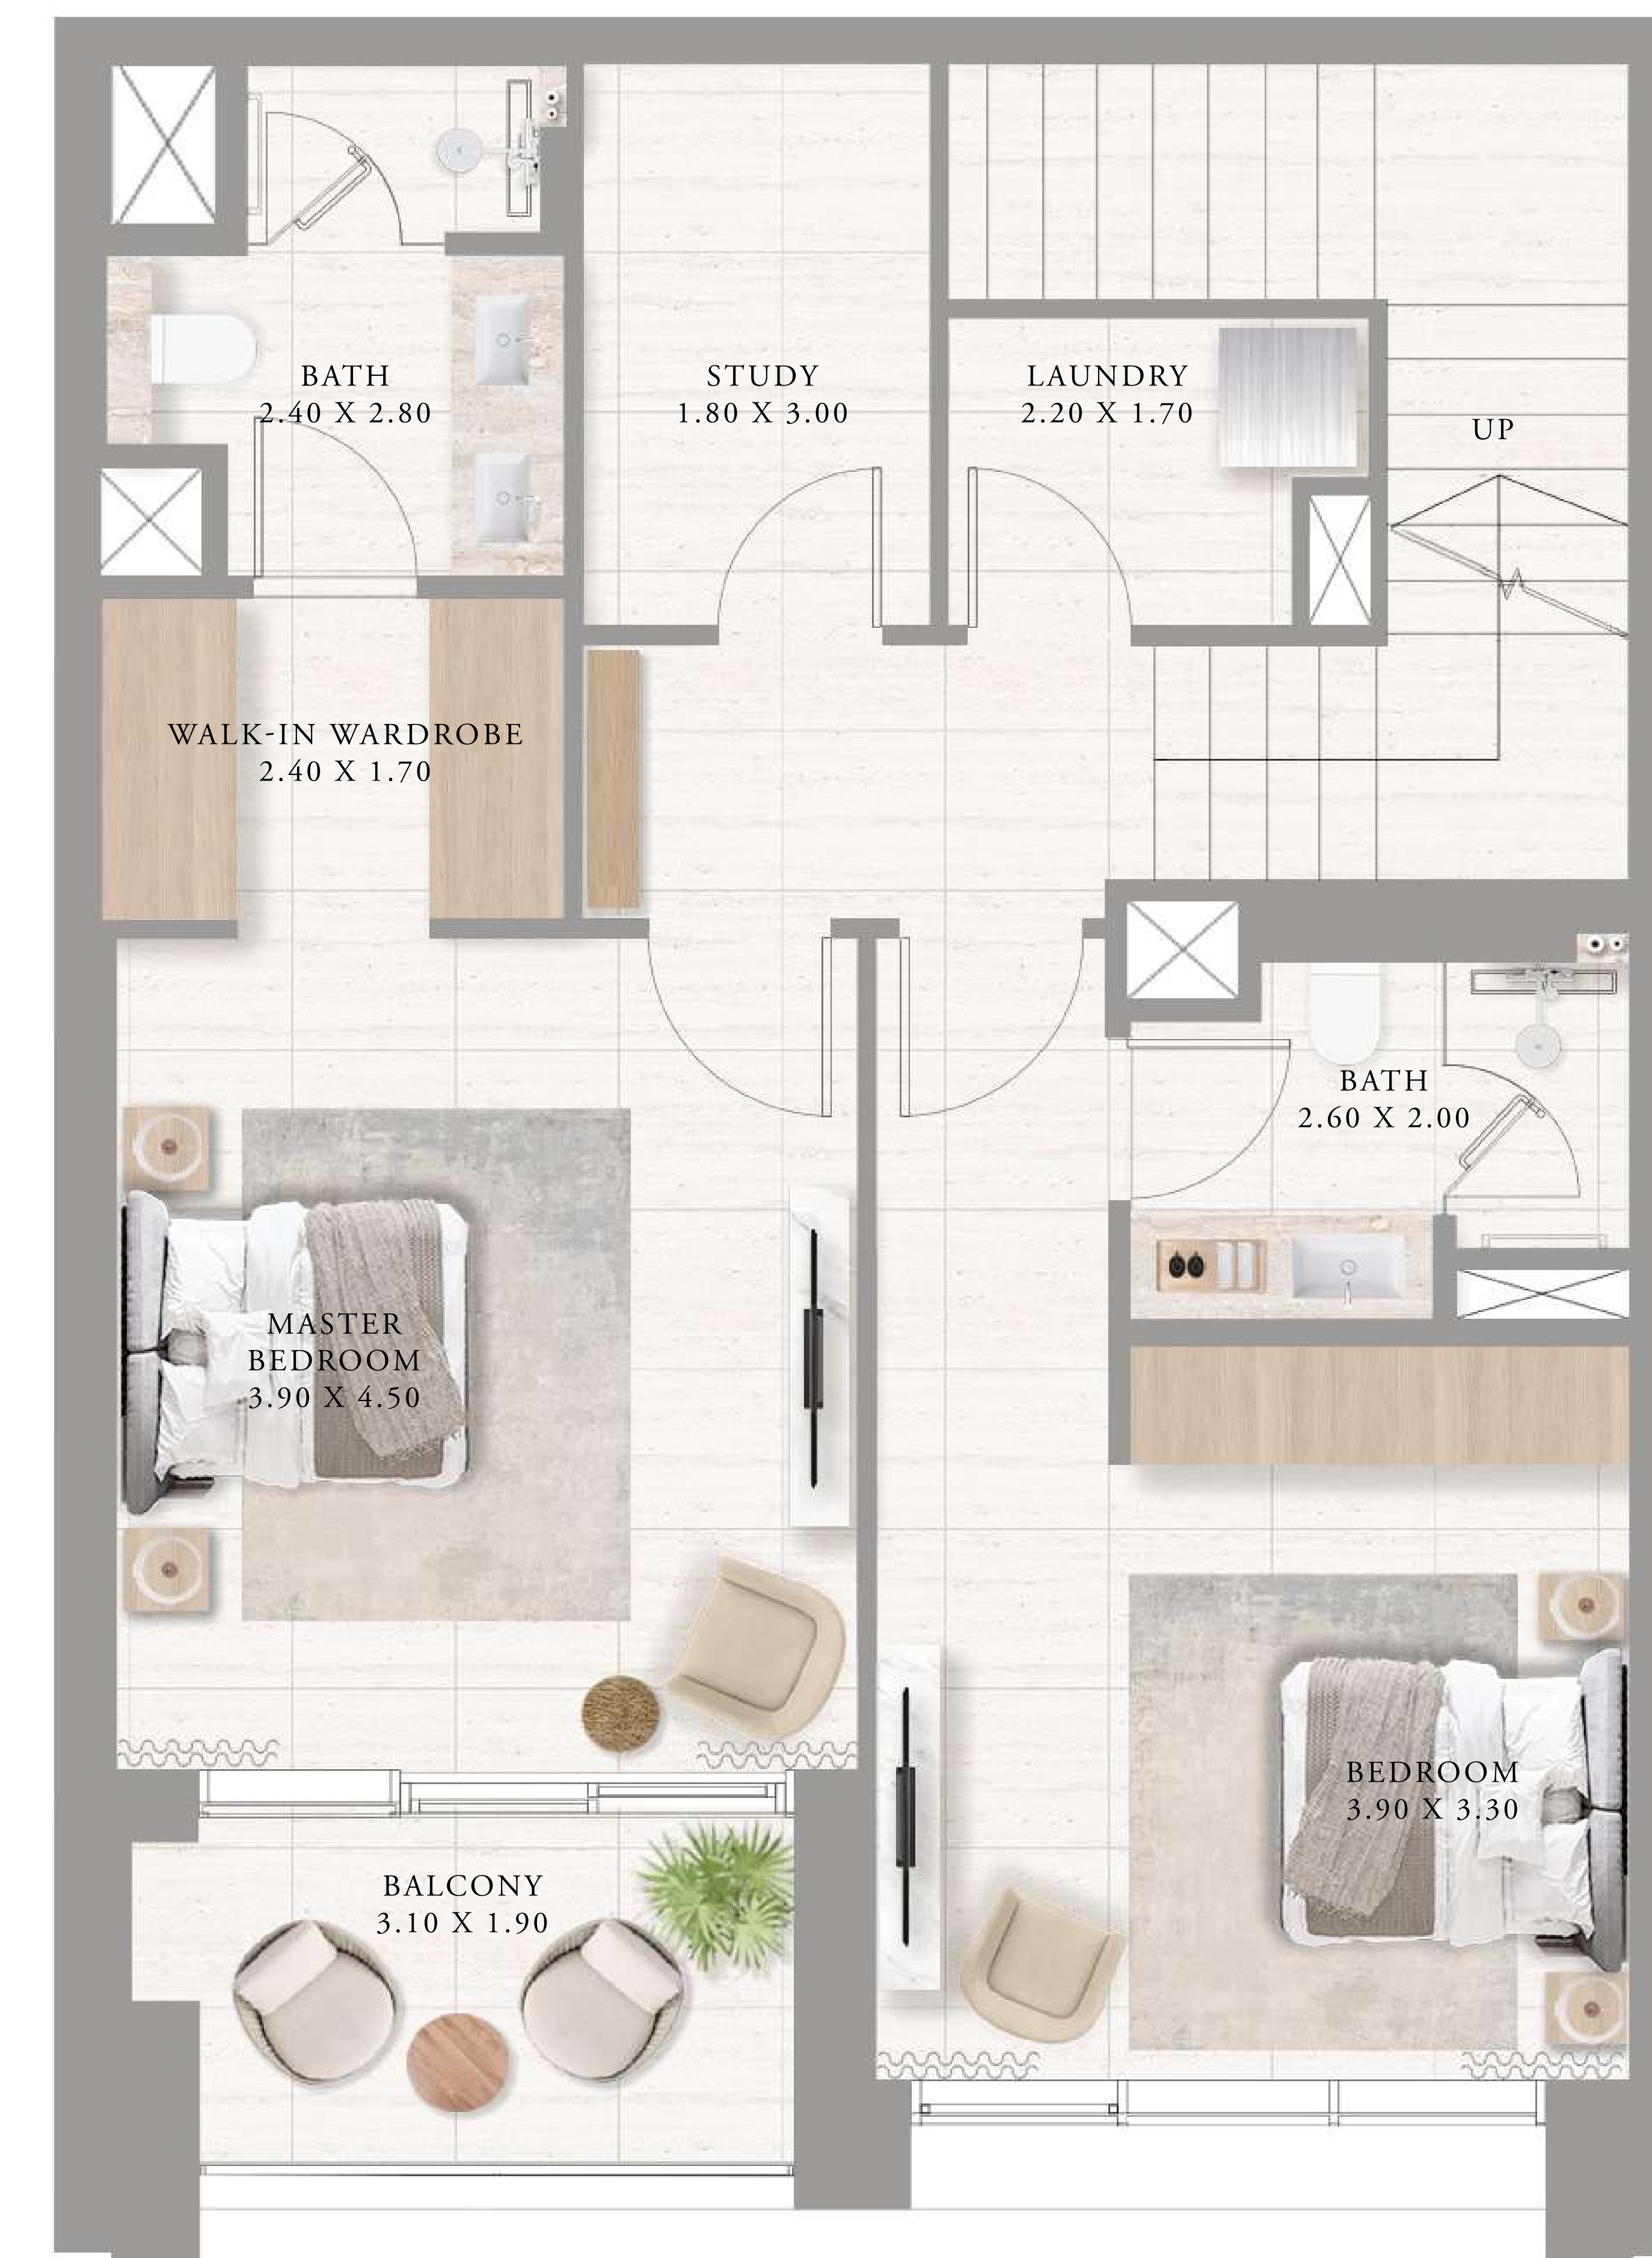 BATH
2.40 X 2.80
STUDY
1.80 X 3.00
LAUNDRY
2.20 X 1.70
UP
WALK-IN WARDROBE
2.40 X 1.70
BATH
2.60 X 2.00
MASTER
BEDROOM
3.90 X 4.50
BEDROOM
3.90 X 3.30
BALCONY
3.10 X 1.90